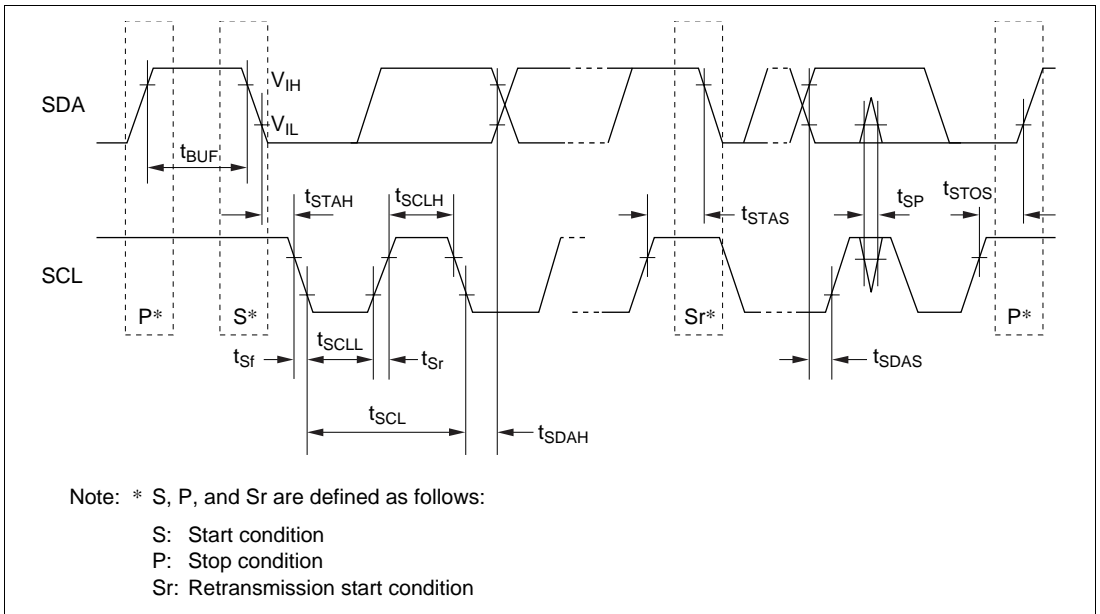 SDA
VIH
VIL
tBUF
tSTAH
tSCLH
tSTAS
tSP
tSTOS
SCL
P*
S*
Sr*
P*
tSf
tSCLL
tSr
tSDAS
tSCL
tSDAH
Note: * S, P, and Sr are defined as follows:
S: Start condition
P: Stop condition
Sr: Retransmission start condition